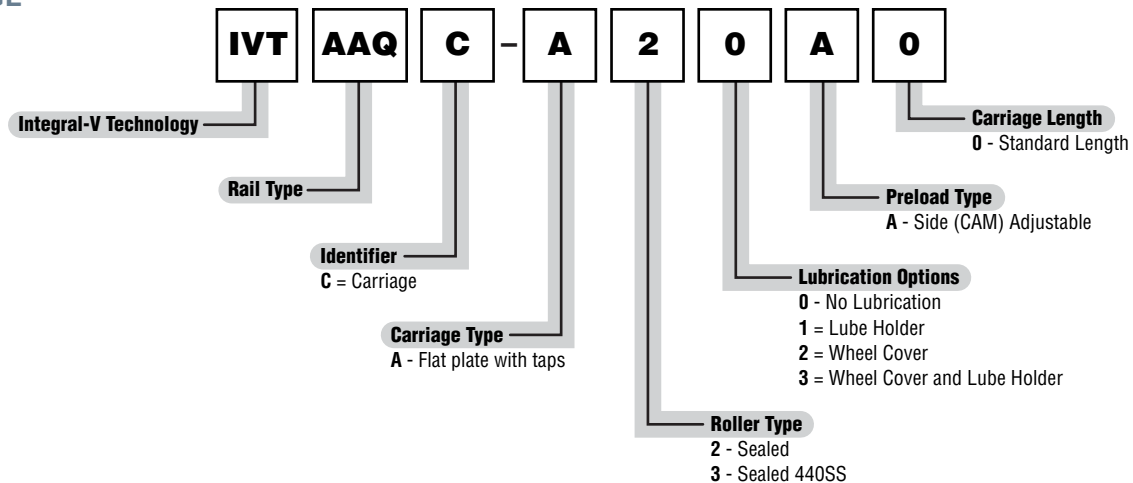 IVT AAQ C - A 2 0 A 0
Integral-V Technology
Rail Type
Identifier
C = Carriage
Carriage Type
A - Flat plate with taps
Roller Type
2 - Sealed
3 - Sealed 440SS
Lubrication Options
0 - No Lubrication
1 = Lube Holder
2 = Wheel Cover
3 = Wheel Cover and Lube Holder
Preload Type
A - Side (CAM) Adjustable
Carriage Length
0 - Standard Length